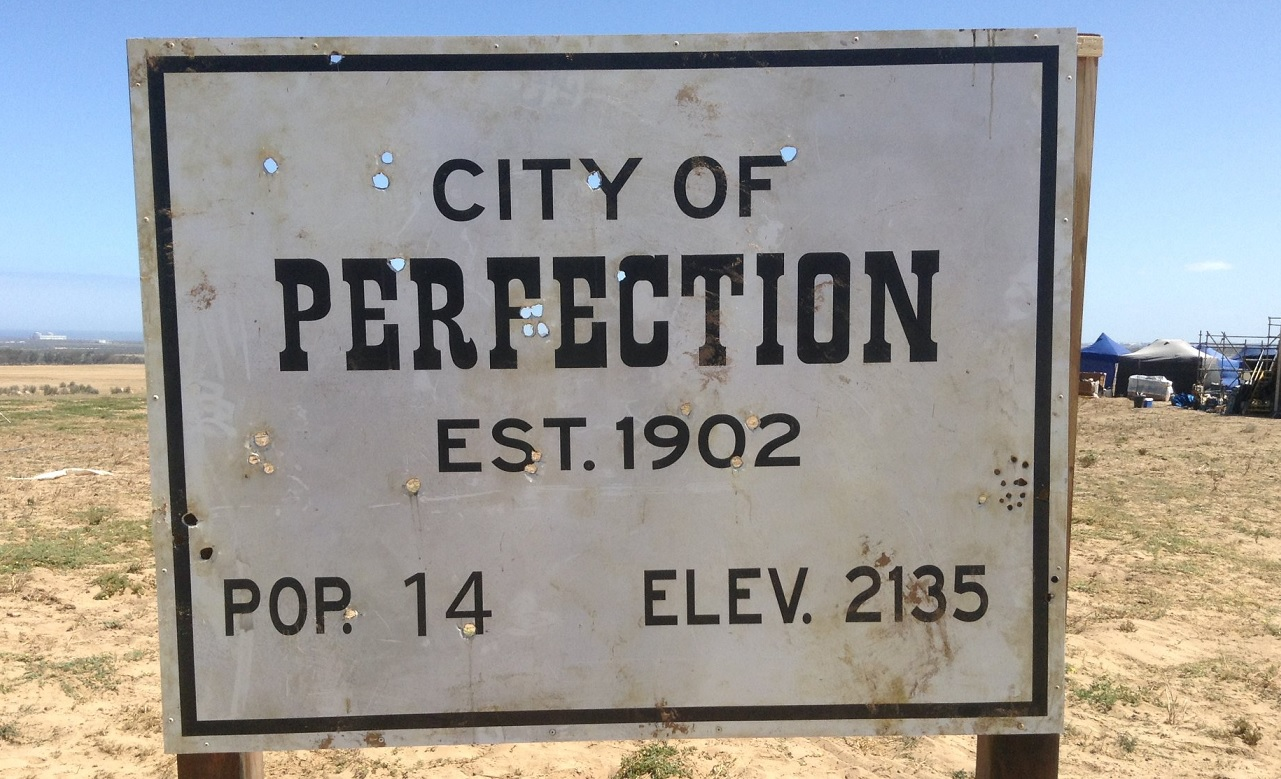 CITY OF
PERFECTION
EST. 1902
POP. 14 ELEV. 2135